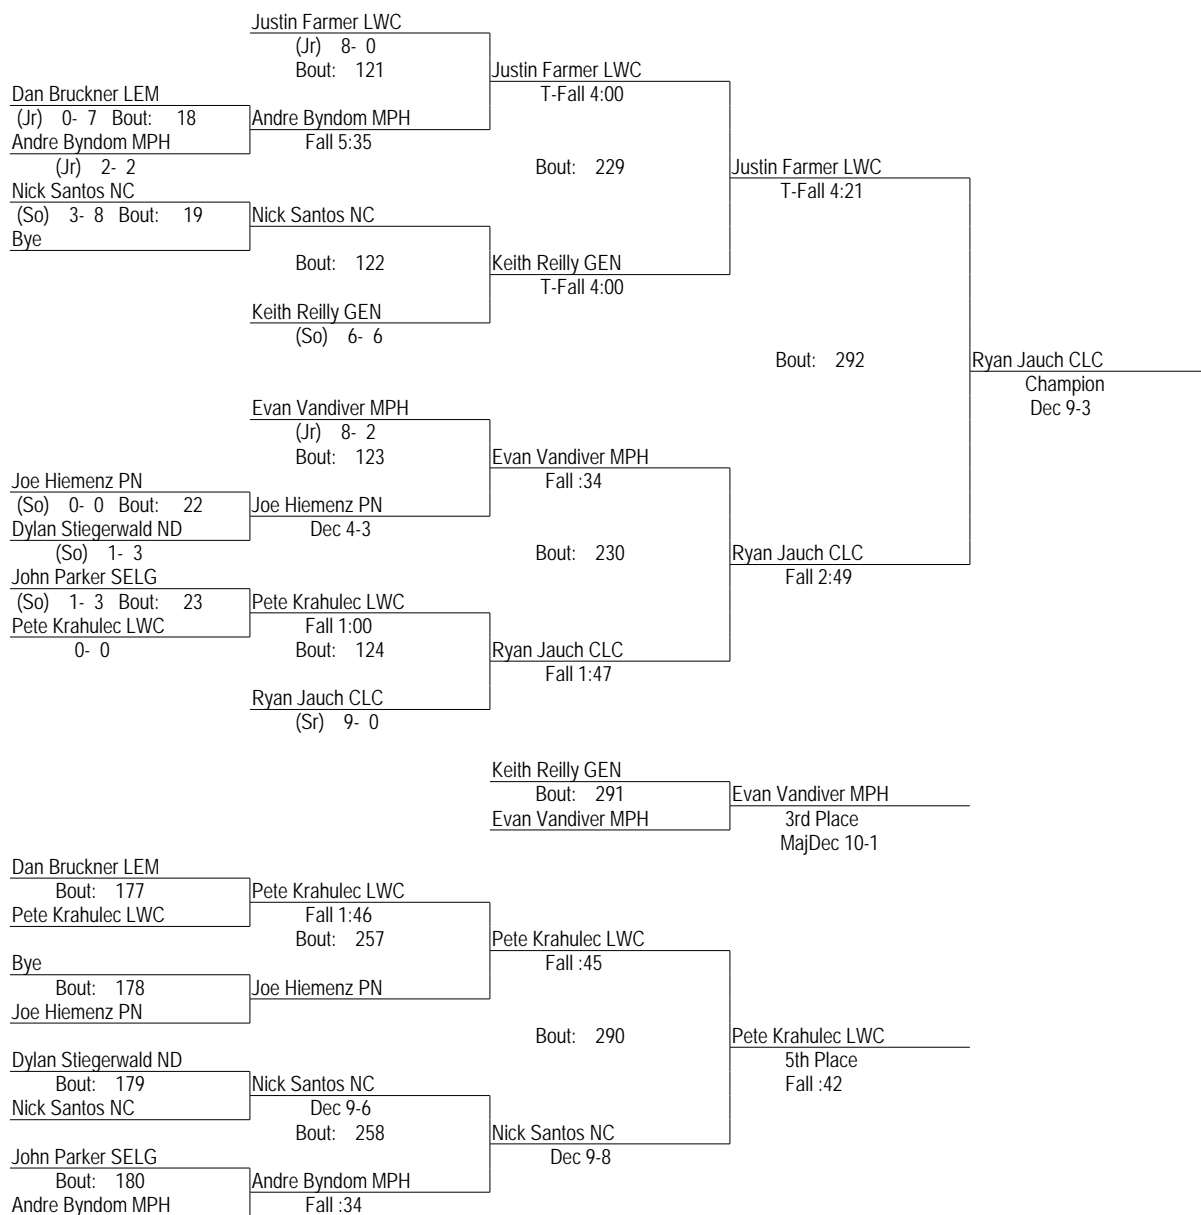 Justin Farmer LWC
(Jr) 8- 0
Bout: 121
Justin Farmer LWC
T-Fall 4:00
Dan Bruckner LEM
(Jr) 0- 7 Bout: 18
Andre Byndom MPH
Andre Byndom MPH
Fall 5:35
(Jr) 2- 2
Bout: 229
Justin Farmer LWC
T-Fall 4:21
Nick Santos NC
(So) 3- 8 Bout: 19
Nick Santos NC
Bye
Bout: 122
Keith Reilly GEN
T-Fall 4:00
Keith Reilly GEN
(So) 6- 6
Bout: 292
Ryan Jauch CLC
Champion
Dec 9-3
Evan Vandiver MPH
(Jr) 8- 2
Bout: 123
Evan Vandiver MPH
Fall :34
Joe Hiemenz PN
(So) 0- 0 Bout: 22
Joe Hiemenz PN
Dylan Stiegerwald ND
Dec 4-3
(So) 1- 3
Bout: 230
Ryan Jauch CLC
Fall 2:49
John Parker SELG
(So) 1- 3 Bout: 23
Pete Krahulec LWC
Pete Krahulec LWC
Fall 1:00
0- 0
Bout: 124
Ryan Jauch CLC
Fall 1:47
Ryan Jauch CLC
(Sr) 9- 0
Keith Reilly GEN
Bout: 291
Evan Vandiver MPH
Evan Vandiver MPH
3rd Place
MajDec 10-1
Dan Bruckner LEM
Bout: 177
Pete Krahulec LWC
Pete Krahulec LWC
Fall 1:46
Bout: 257
Pete Krahulec LWC
Fall :45
Bye
Bout: 178
Joe Hiemenz PN
Joe Hiemenz PN
Bout: 290
Pete Krahulec LWC
5th Place
Fall :42
Dylan Stiegerwald ND
Bout: 179
Nick Santos NC
Nick Santos NC
Dec 9-6
Bout: 258
Nick Santos NC
Dec 9-8
John Parker SELG
Bout: 180
Andre Byndom MPH
Andre Byndom MPH
Fall :34